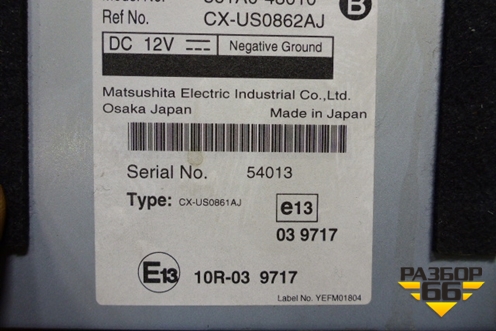 Ref No. CX-US0862AJ
B
DC 12V Negative Ground
Matsushita Electric Industrial Co.,Ltd.
Osaka Japan Made in Japan
Serial No. 54013
Type: CX-US0861AJ
e13
03 9717
E13 10R-03 9717
Label No. YEFM01804
РАЗБОР
66